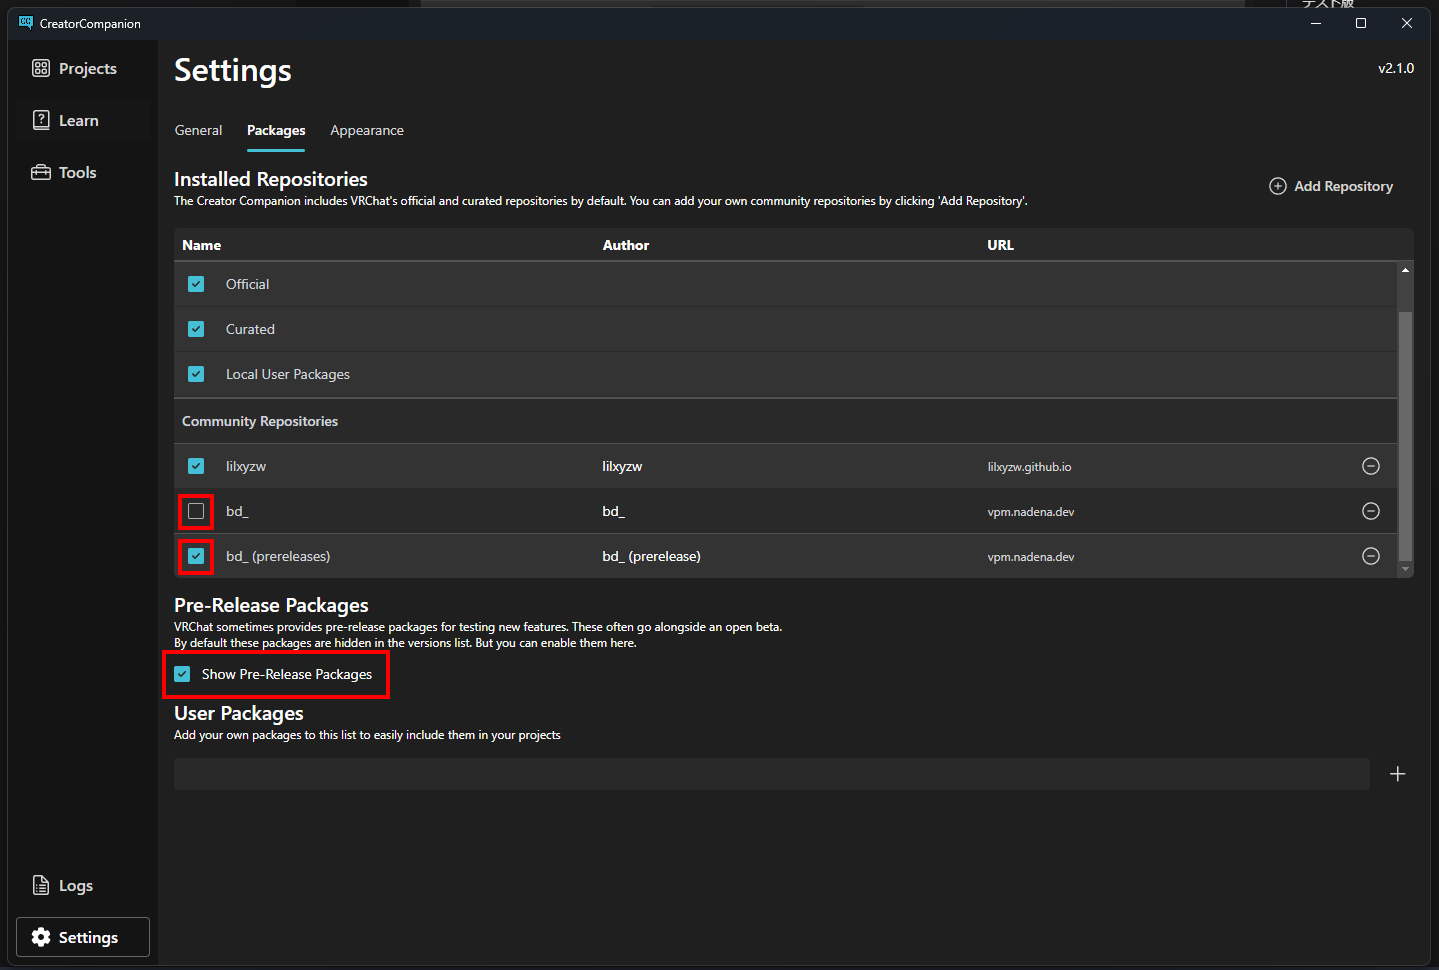 テスト版
CreatorCompanion
Projects
Learn
Tools
Logs
Settings
Settings
v2.1.0
General Packages Appearance
Installed Repositories
The Creator Companion includes VRChat's official and curated repositories by default. You can add your own community repositories by clicking 'Add Repository'.
Add Repository
Name Author URL
Official
Curated
Local User Packages
Community Repositories
lilxyzw lilxyzw lilxyzw.github.io
bd_ bd_ vpm.nadena.dev
bd_ (prereleases) bd_ (prerelease) vpm.nadena.dev
Pre-Release Packages
VRChat sometimes provides pre-release packages for testing new features. These often go alongside an open beta.
By default these packages are hidden in the versions list. But you can enable them here.
Show Pre-Release Packages
User Packages
Add your own packages to this list to easily include them in your projects